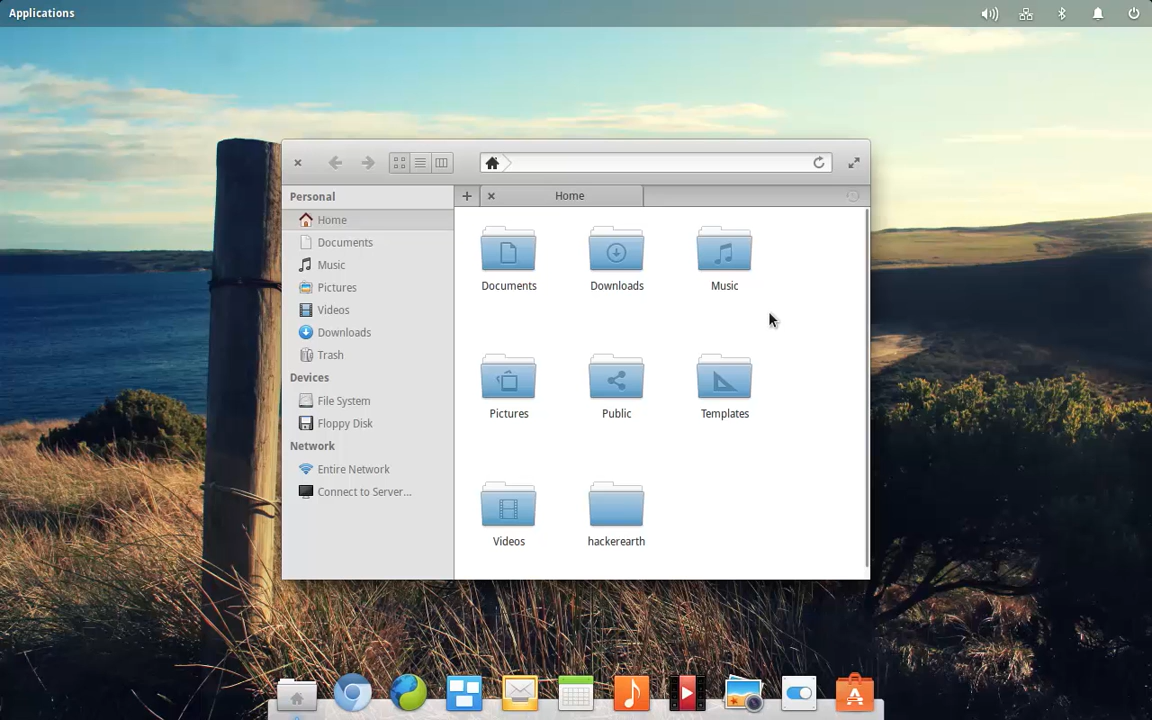 Applications
Home
Personal
Home
Documents
Music
Pictures
Videos
Downloads
Trash
Devices
File System
Floppy Disk
Network
Entire Network
Connect to Server...
Documents
Downloads
Music
Pictures
Public
Templates
Videos
hackerearth